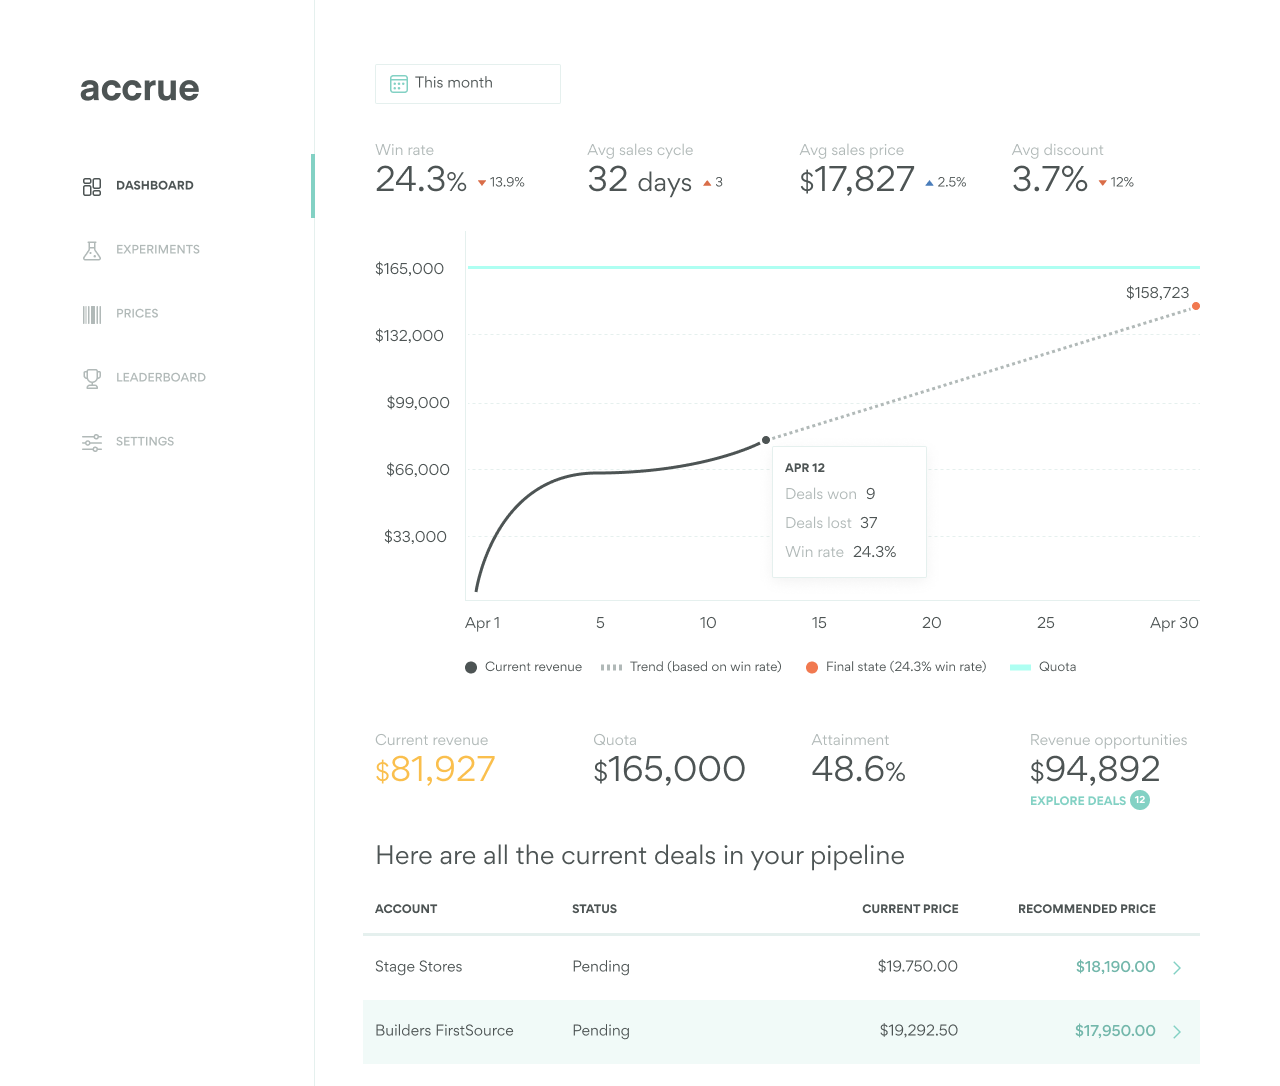 accrue
DASHBOARD
EXPERIMENTS
PRICES
LEADERBOARD
SETTINGS
This month
Win rate
24.3% 13.9%
Avg sales cycle
32 days 3
Avg sales price
$17,827 2.5%
Avg discount
3.7% 12%
$165,000
$132,000
$99,000
$66,000
$33,000
$158,723
APR 12
Deals won 9
Deals lost 37
Win rate 24.3%
Apr 1 5 10 15 20 25 Apr 30
Current revenue Trend (based on win rate) Final state (24.3% win rate) Quota
Current revenue
$81,927
Quota
$165,000
Attainment
48.6%
Revenue opportunities
$94,892
EXPLORE DEALS 12
Here are all the current deals in your pipeline
ACCOUNT STATUS CURRENT PRICE RECOMMENDED PRICE
Stage Stores Pending $19.750.00 $18,190.00
Builders FirstSource Pending $19,292.50 $17,950.00